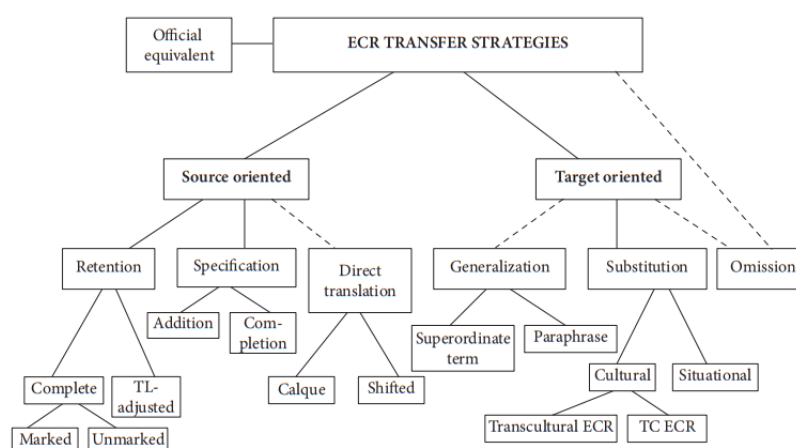 Official
equivalent
ECR TRANSFER STRATEGIES
Source oriented
Target oriented
Retention
Specification
Direct
translation
Generalization
Substitution
Omission
Addition
Com-
pletion
Superordinate
term
Paraphrase
Complete
TL-
adjusted
Calque
Shifted
Cultural
Situational
Marked
Unmarked
Transcultural ECR
TC ECR